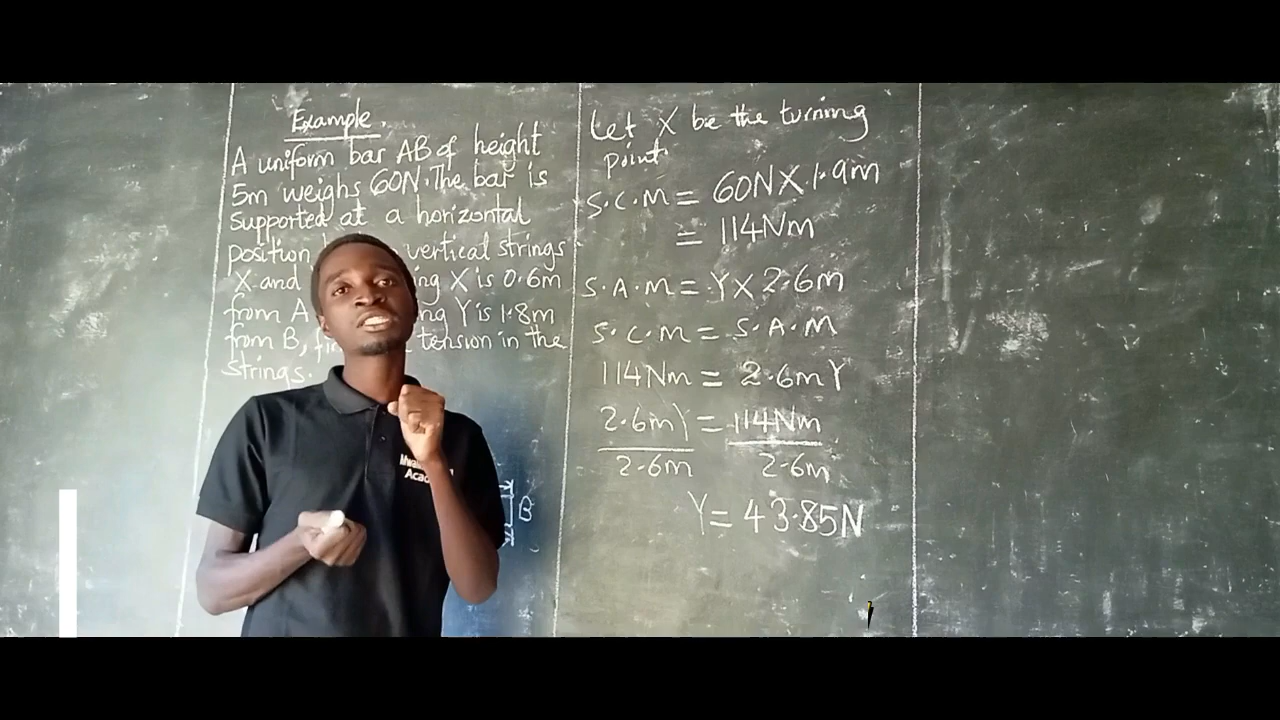 Example.
A uniform bar AB of height
5m weighs 60N. The bar is
supported at a horizontal
position vertical strings
X and ng X is 0.6m
from A ng Y is 1.8m
from B, tension in the
strings.
B
Let X be the turning
point.
S.C.M = 60N X 1.9m
= 114Nm
S.A.M = Y X 2.6m
S.C.M = S.A.M
114Nm = 2.6mY
2.6mY = 114Nm
2.6m 2.6m
Y = 43.85N